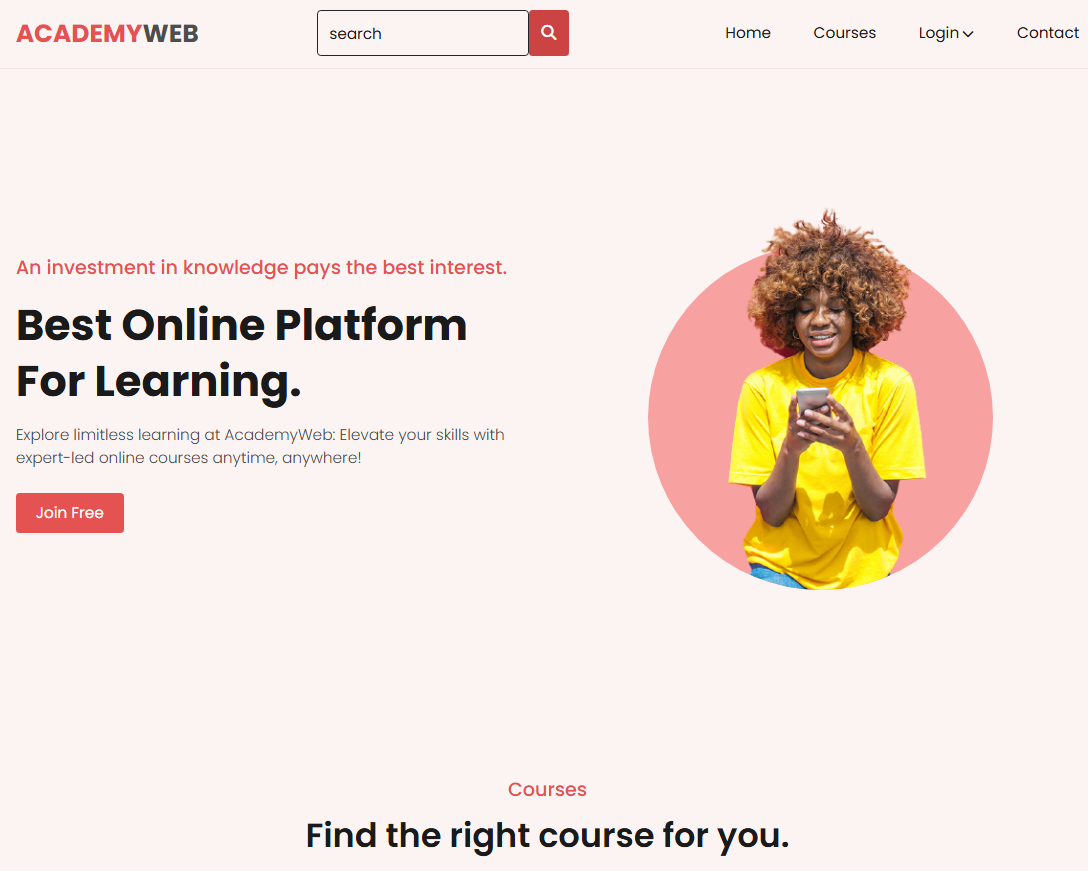 ACADEMYWEB
search
Home
Courses
Login
Contact
An investment in knowledge pays the best interest.
Best Online Platform
For Learning.
Explore limitless learning at AcademyWeb: Elevate your skills with
expert-led online courses anytime, anywhere!
Join Free
Courses
Find the right course for you.